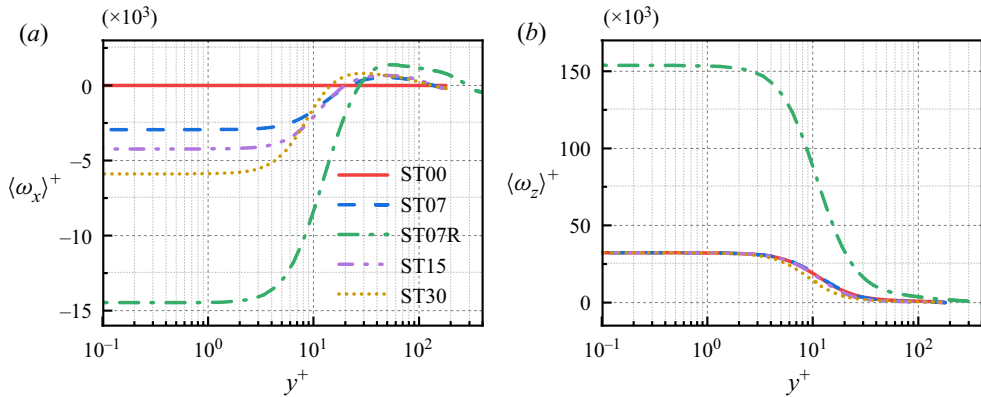 (a)
(×10³)
0
−5
−10
−15
⟨ωₓ⟩⁺
ST00
ST07
ST07R
ST15
ST30
10⁻¹ 10⁰ 10¹ 10²
y⁺
(b)
(×10³)
150
100
50
0
⟨ω_z⟩⁺
10⁻¹ 10⁰ 10¹ 10²
y⁺